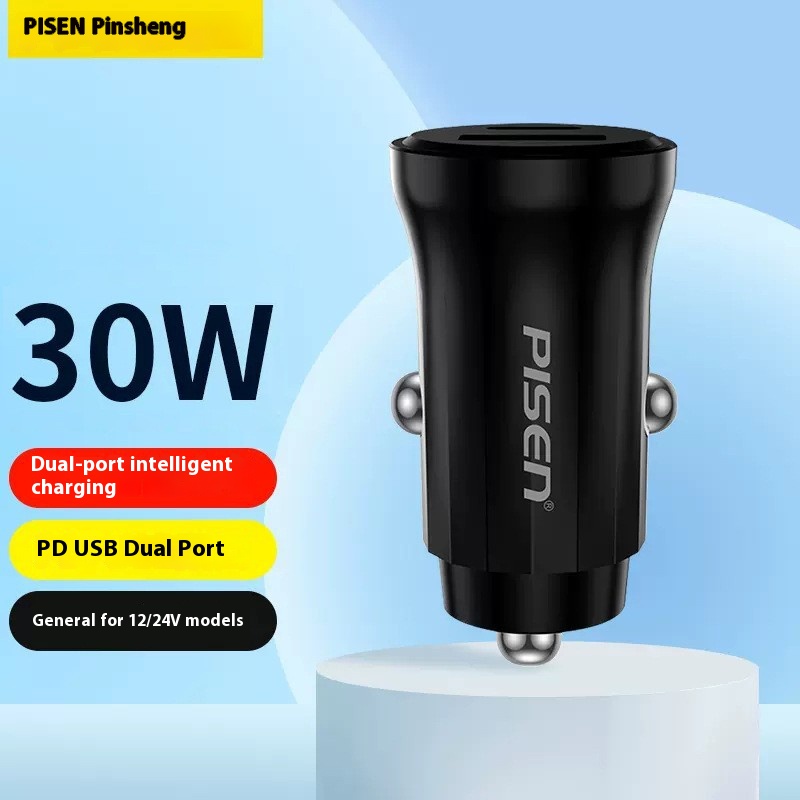 PISEN Pinsheng
30W
Dual-port intelligent
charging
PD USB Dual Port
General for 12/24V models
PISEN®